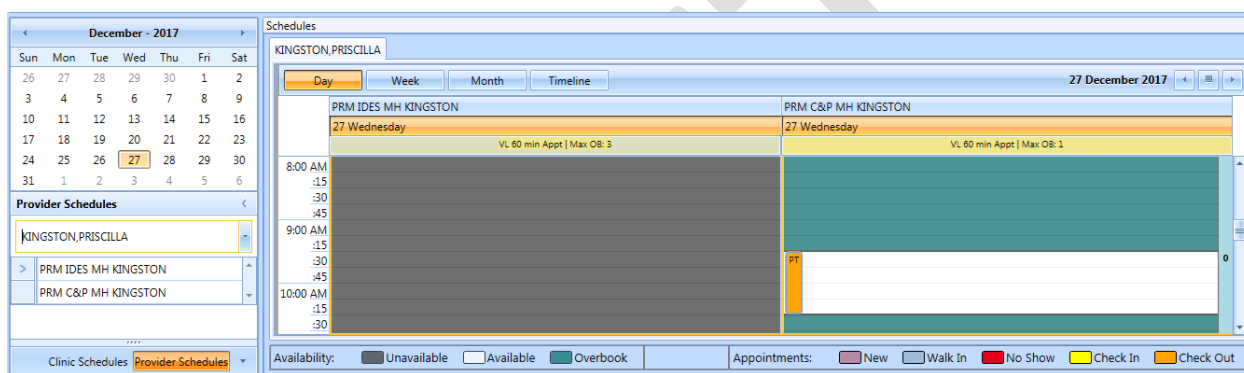 December - 2017
Sun Mon Tue Wed Thu Fri Sat
26 27 28 29 30 1 2
3 4 5 6 7 8 9
10 11 12 13 14 15 16
17 18 19 20 21 22 23
24 25 26 27 28 29 30
31 1 2 3 4 5 6
Provider Schedules
KINGSTON,PRISCILLA
PRM IDES MH KINGSTON
PRM C&P MH KINGSTON
Clinic Schedules Provider Schedules
Schedules
KINGSTON,PRISCILLA
Day Week Month Timeline 27 December 2017
PRM IDES MH KINGSTON PRM C&P MH KINGSTON
27 Wednesday 27 Wednesday
VL 60 min Appt | Max OB: 3 VL 60 min Appt | Max OB: 1
8:00 AM
:15
:30
:45
9:00 AM
:15
:30 PT 0
:45
10:00 AM
:15
:30
Availability: Unavailable Available Overbook Appointments: New Walk In No Show Check In Check Out